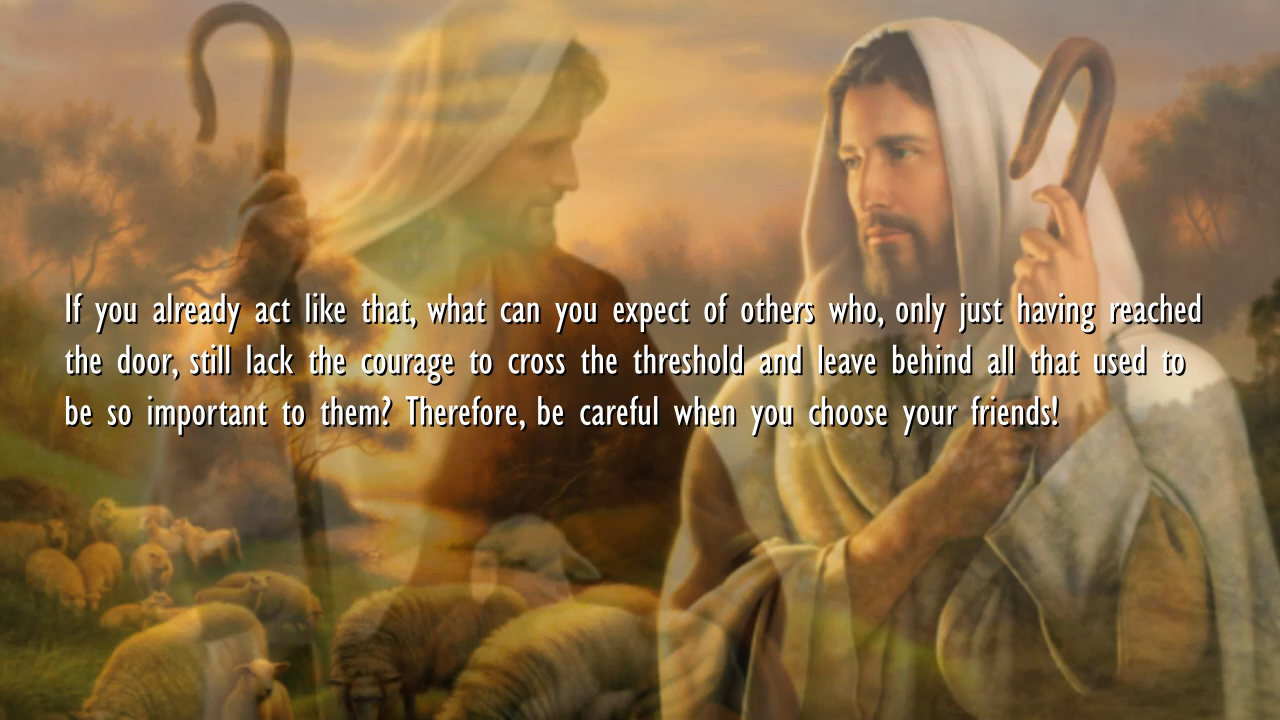 If you already act like that, what can you expect of others who, only just having reached
the door, still lack the courage to cross the threshold and leave behind all that used to
be so important to them? Therefore, be careful when you choose your friends!